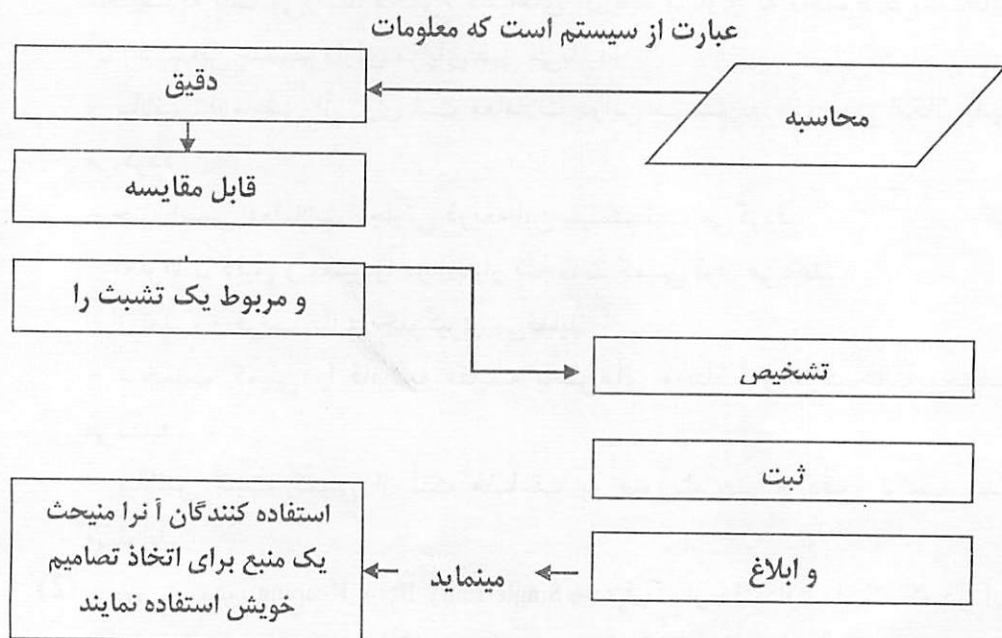 عبارت از سیستم است که معلومات
محاسبه
دقیق
قابل مقایسه
و مربوط یک تشبث را
تشخیص
ثبت
و ابلاغ
مینماید
استفاده کنندگان آ نرا منیحث
یک منبع برای اتخاذ تصامیم
خویش استفاده نمایند